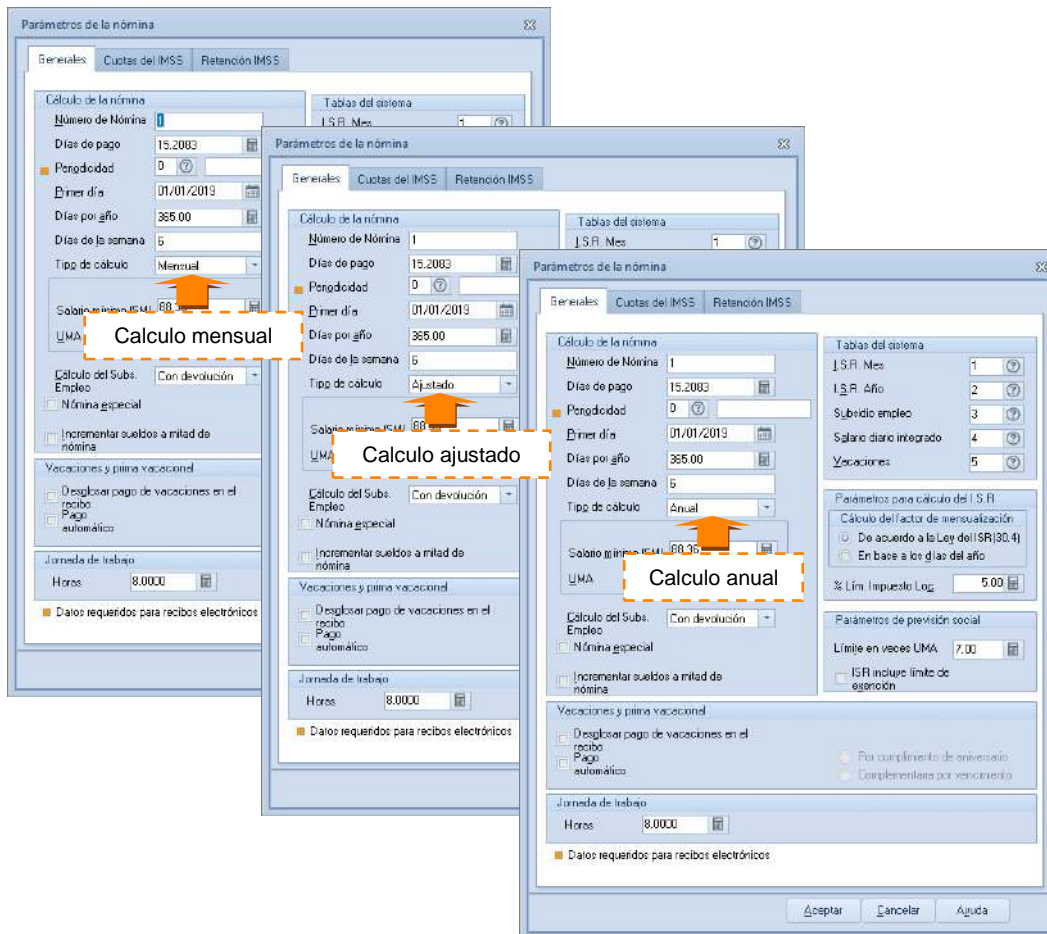 Parámetros de la nómina
Generales Cuotas del IMSS Retención IMSS
Cálculo de la nómina
Número de Nómina 1
Días de pago 15.2083
Periodicidad 0
Primer día 01/01/2019
Días por año 365.00
Días de la semana 6
Tipo de cálculo Mensual
Salario mínimo (SM) 88.36
UMA
Calculo mensual
Cálculo del Subs. Empleo Con devolución
Nómina especial
Incrementar sueldos a mitad de
nómina
Vacaciones y prima vacacional
Desglosar pago de vacaciones en el
recibo
Pago
automático
Jornada de trabajo
Horas 8.0000
Datos requeridos para recibos electrónicos
Tablas del sistema
I.S.R. Mes 1
Parámetros de la nómina
Generales Cuotas del IMSS Retención IMSS
Cálculo de la nómina
Número de Nómina 1
Días de pago 15.2083
Periodicidad 0
Primer día 01/01/2019
Días por año 365.00
Días de la semana 6
Tipo de cálculo Ajustado
Salario mínimo (SM) 88
UMA
Calculo ajustado
Cálculo del Subs. Empleo Con devolución
Nómina especial
Incrementar sueldos a mitad de
nómina
Vacaciones y prima vacacional
Desglosar pago de vacaciones en el
recibo
Pago
automático
Jornada de trabajo
Horas 8.0000
Datos requeridos para recibos electrónicos
Tablas del sistema
I.S.R. Mes 1
Parámetros de la nómina
Generales Cuotas del IMSS Retención IMSS
Cálculo de la nómina
Número de Nómina 1
Días de pago 15.2083
Periodicidad 0
Primer día 01/01/2019
Días por año 365.00
Días de la semana 6
Tipo de cálculo Anual
Salario mínimo (SM) 88.36
UMA
Calculo anual
Cálculo del Subs. Empleo Con devolución
Nómina especial
Incrementar sueldos a mitad de
nómina
Tablas del sistema
I.S.R. Mes 1
I.S.R. Año 2
Subsidio empleo 3
Salario diario integrado 4
Vacaciones 5
Parámetros para cálculo del I.S.R
Cálculo del factor de mensualización
De acuerdo a la Ley del ISR(30.4)
En base a los días del año
% Lím. Impuesto Loc 5.00
Parámetros de previsión
social
Límite en veces UMA 7.00
ISR incluye límite de
exención
Vacaciones y prima vacacional
Desglosar pago de vacaciones en el
recibo
Pago
automático
Por cumplimiento de aniversario
Complementaria por vencimiento
Jornada de trabajo
Horas 8.0000
Datos requeridos para recibos electrónicos
Aceptar Cancelar Ayuda